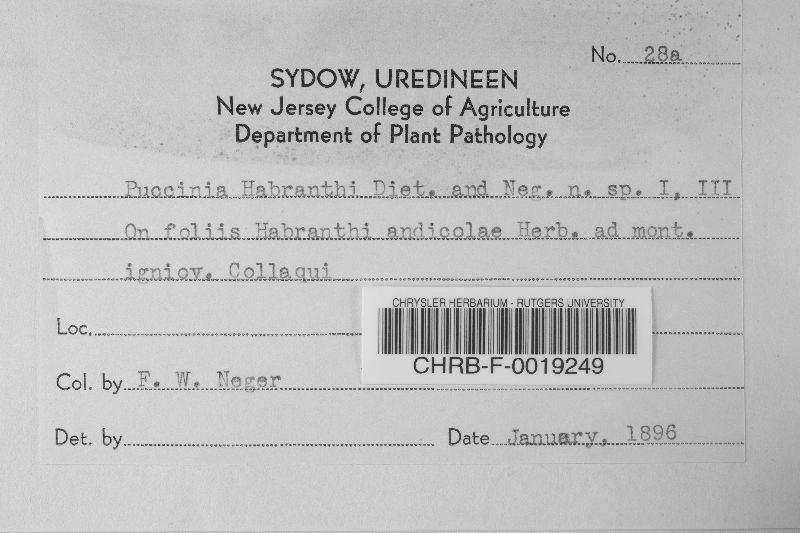 No. 28a
SYDOW, UREDINEEN
New Jersey College of Agriculture
Department of Plant Pathology
Puccinia Habranthi Diet. and Neg. n. sp. I, III
On foliis Habranthi andicolae Herb. ad mont.
igniov. Collaqui
CHRYSLER HERBARIUM - RUTGERS UNIVERSITY
CHRB-F-0019249
Loc.
Col. by F. W. Neger
Det. by
Date January, 1896